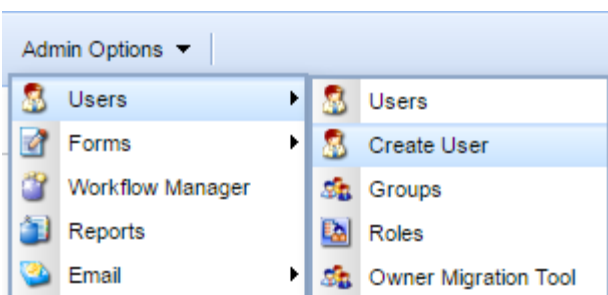 Admin Options
Users
Forms
Workflow Manager
Reports
Email
Users
Create User
Groups
Roles
Owner Migration Tool